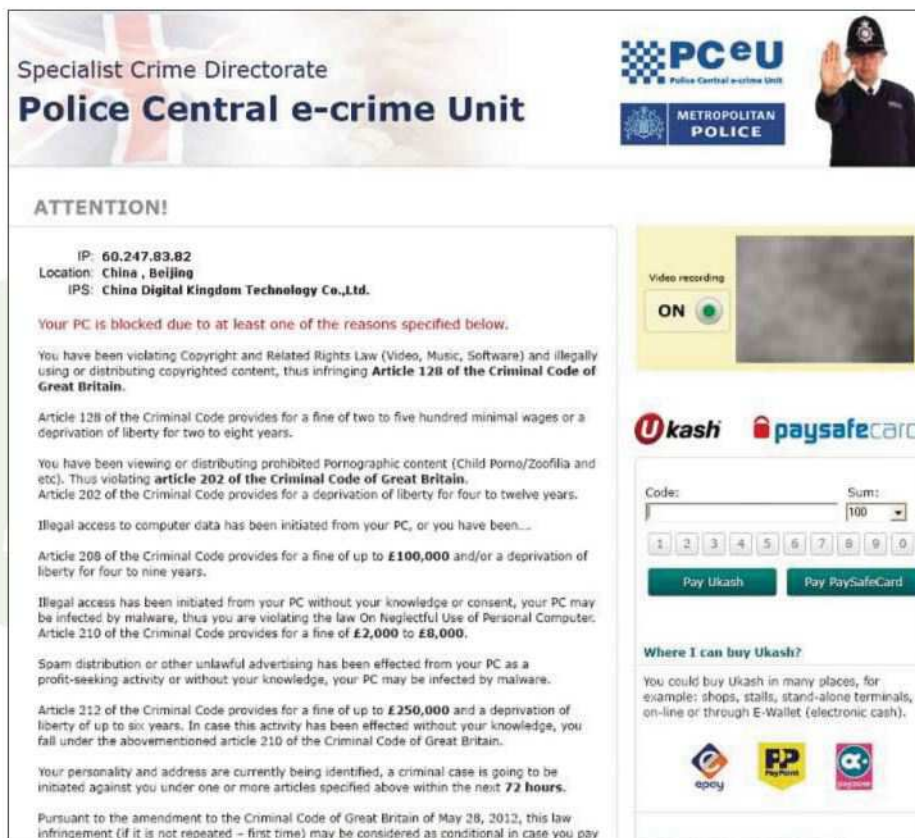 Specialist Crime Directorate
Police Central e-crime Unit
PCeU
Police Central e-crime Unit
METROPOLITAN
POLICE
ATTENTION!
IP: 60.247.83.82
Location: China , Beijing
IPS: China Digital Kingdom Technology Co.,Ltd.
Your PC is blocked due to at least one of the reasons specified below.
You have been violating Copyright and Related Rights Law (Video, Music, Software) and illegally
using or distributing copyrighted content, thus infringing Article 128 of the Criminal Code of
Great Britain.
Article 128 of the Criminal Code provides for a fine of two to five hundred minimal wages or a
deprivation of liberty for two to eight years.
You have been viewing or distributing prohibited Pornographic content (Child Porno/Zoofilia and
etc). Thus violating article 202 of the Criminal Code of Great Britain.
Article 202 of the Criminal Code provides for a deprivation of liberty for four to twelve years.
Illegal access to computer data has been initiated from your PC, or you have been...
Article 208 of the Criminal Code provides for a fine of up to £100,000 and/or a deprivation of
liberty for four to nine years.
Illegal access has been initiated from your PC without your knowledge or consent, your PC may
be infected by malware, thus you are violating the law On Neglectful Use of Personal Computer.
Article 210 of the Criminal Code provides for a fine of £2,000 to £8,000.
Spam distribution or other unlawful advertising has been effected from your PC as a
profit-seeking activity or without your knowledge, your PC may be infected by malware.
Article 212 of the Criminal Code provides for a fine of up to £250,000 and a deprivation of
liberty of up to six years. In case this activity has been effected without your knowledge, you
fall under the abovementioned article 210 of the Criminal Code of Great Britain.
Your personality and address are currently being identified, a criminal case is going to be
initiated against you under one or more articles specified above within the next 72 hours.
Pursuant to the amendment to the Criminal Code of Great Britain of May 28, 2012, this law
infringement (if it is not repeated – first time) may be considered as conditional in case you pay
Video recording
ON
Ukash paysafecard
Code: Sum:
100
1 2 3 4 5 6 7 8 9 0
Pay Ukash Pay PaySafeCard
Where I can buy Ukash?
You could buy Ukash in many places, for
example: shops, stalls, stand-alone terminals,
on-line or through E-Wallet (electronic cash).
epay PayPoint